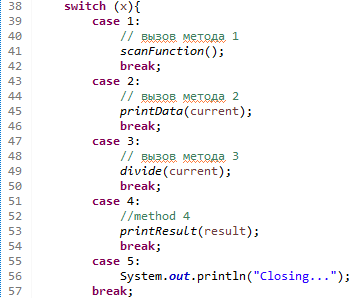 38 switch (x){
39 case 1:
40 // вызов метода 1
41 scanFunction();
42 break;
43 case 2:
44 // вызов метода 2
45 printData(current);
46 break;
47 case 3:
48 // вызов метода 3
49 divide(current);
50 break;
51 case 4:
52 //method 4
53 printResult(result);
54 break;
55 case 5:
56 System.out.println("Closing...");
57 break;